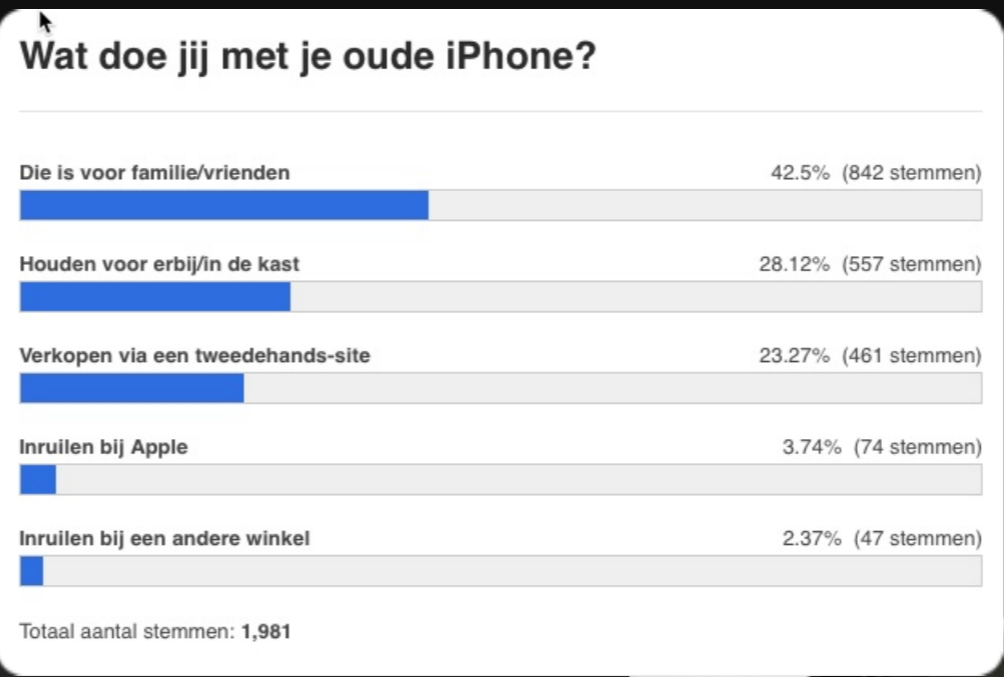 Wat doe jij met je oude iPhone?
Die is voor familie/vrienden 42.5% (842 stemmen)
Houden voor erbij/in de kast 28.12% (557 stemmen)
Verkopen via een tweedehands-site 23.27% (461 stemmen)
Inruilen bij Apple 3.74% (74 stemmen)
Inruilen bij een andere winkel 2.37% (47 stemmen)
Totaal aantal stemmen: 1,981